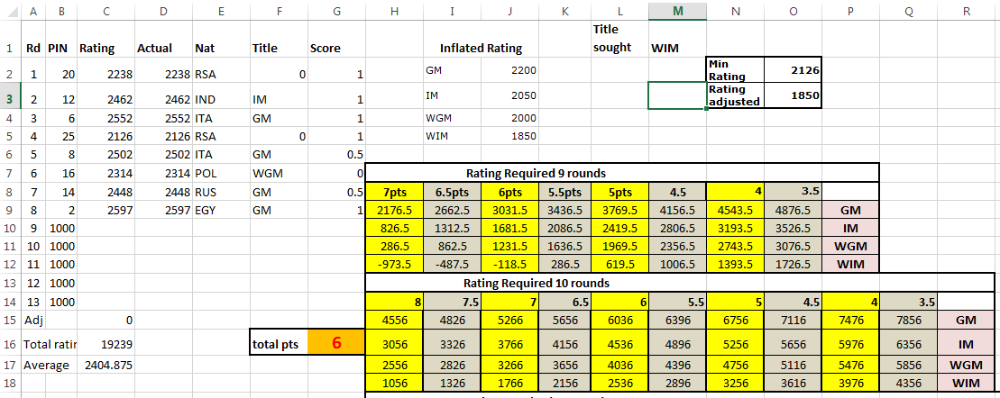 A B C D E F G H I J K L M N O P Q R
1 Rd PIN Rating Actual Nat Title Score Inflated Rating Title sought WIM
2 1 20 2238 2238 RSA 0 1 GM 2200 Min Rating 2126
3 2 12 2462 2462 IND IM 1 IM 2050 Rating adjusted 1850
4 3 6 2552 2552 ITA GM 1 WGM 2000
5 4 25 2126 2126 RSA 0 1 WIM 1850
6 5 8 2502 2502 ITA GM 0.5
7 6 16 2314 2314 POL WGM 0 Rating Required 9 rounds
8 7 14 2448 2448 RUS GM 0.5 7pts 6.5pts 6pts 5.5pts 5pts 4.5 4 3.5
9 8 2 2597 2597 EGY GM 1 2176.5 2662.5 3031.5 3436.5 3769.5 4156.5 4543.5 4876.5 GM
10 9 1000 826.5 1312.5 1681.5 2086.5 2419.5 2806.5 3193.5 3526.5 IM
11 10 1000 286.5 862.5 1231.5 1636.5 1969.5 2356.5 2743.5 3076.5 WGM
12 11 1000 -973.5 -487.5 -118.5 286.5 619.5 1006.5 1393.5 1726.5 WIM
13 12 1000 Rating Required 10 rounds
14 13 1000 8 7.5 7 6.5 6 5.5 5 4.5 4 3.5
15 Adj 0 4556 4826 5266 5656 6036 6396 6756 7116 7476 7856 GM
16 Total ratir 19239 total pts 6 3056 3326 3766 4156 4536 4896 5256 5656 5976 6356 IM
17 Average 2404.875 2556 2826 3266 3656 4036 4396 4756 5116 5476 5856 WGM
18 1056 1326 1766 2156 2536 2896 3256 3616 3976 4356 WIM